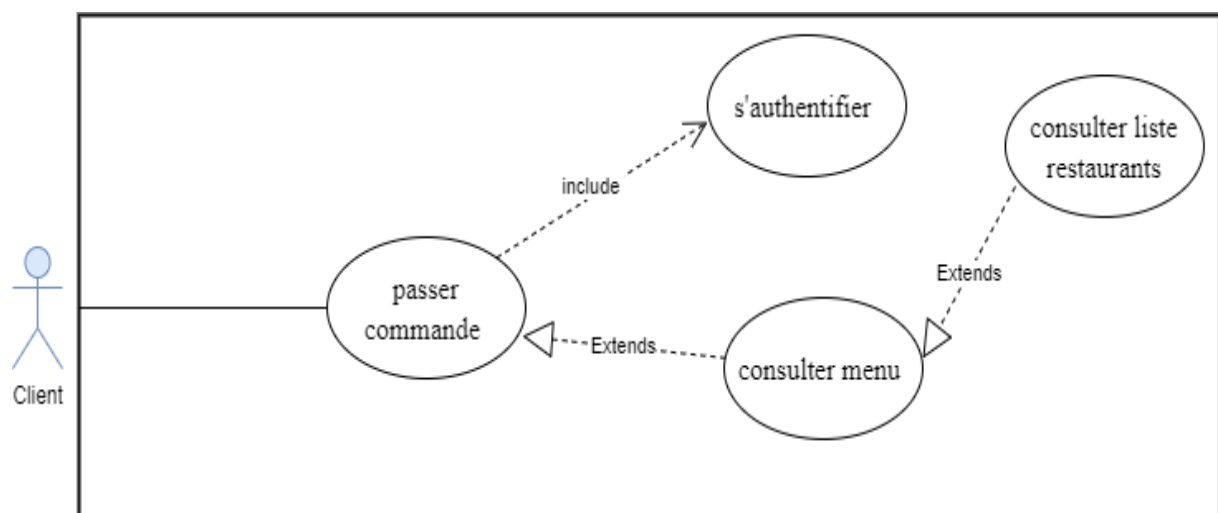 s'authentifier
consulter liste
restaurants
include
Extends
passer
commande
Extends
consulter menu
Client